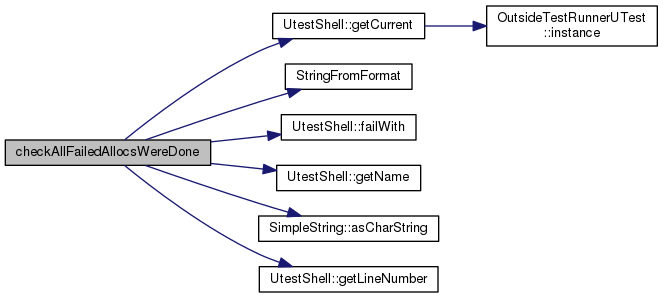 checkAllFailedAllocsWereDone
UtestShell::getCurrent
OutsideTestRunnerUTest
::instance
StringFromFormat
UtestShell::failWith
UtestShell::getName
SimpleString::asCharString
UtestShell::getLineNumber